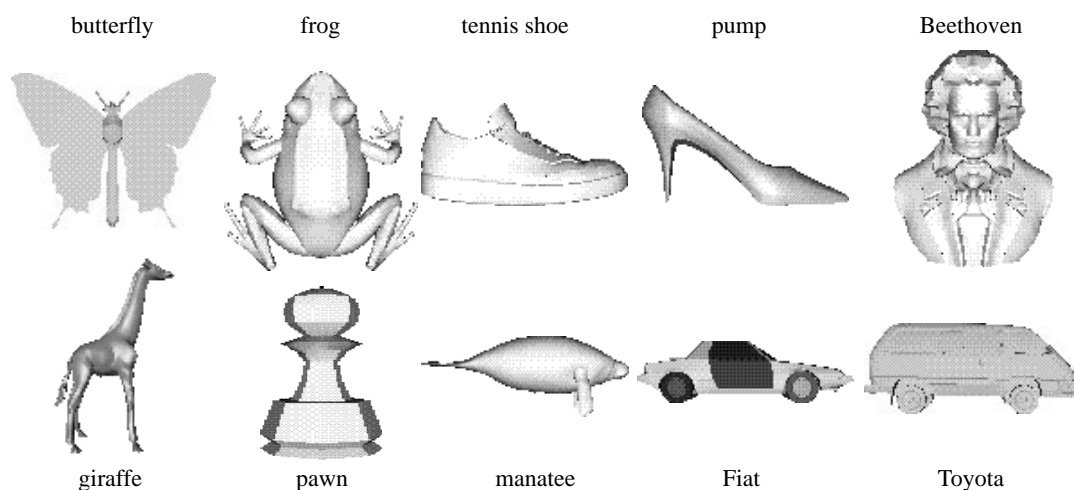 butterfly frog tennis shoe pump Beethoven
giraffe pawn manatee Fiat Toyota